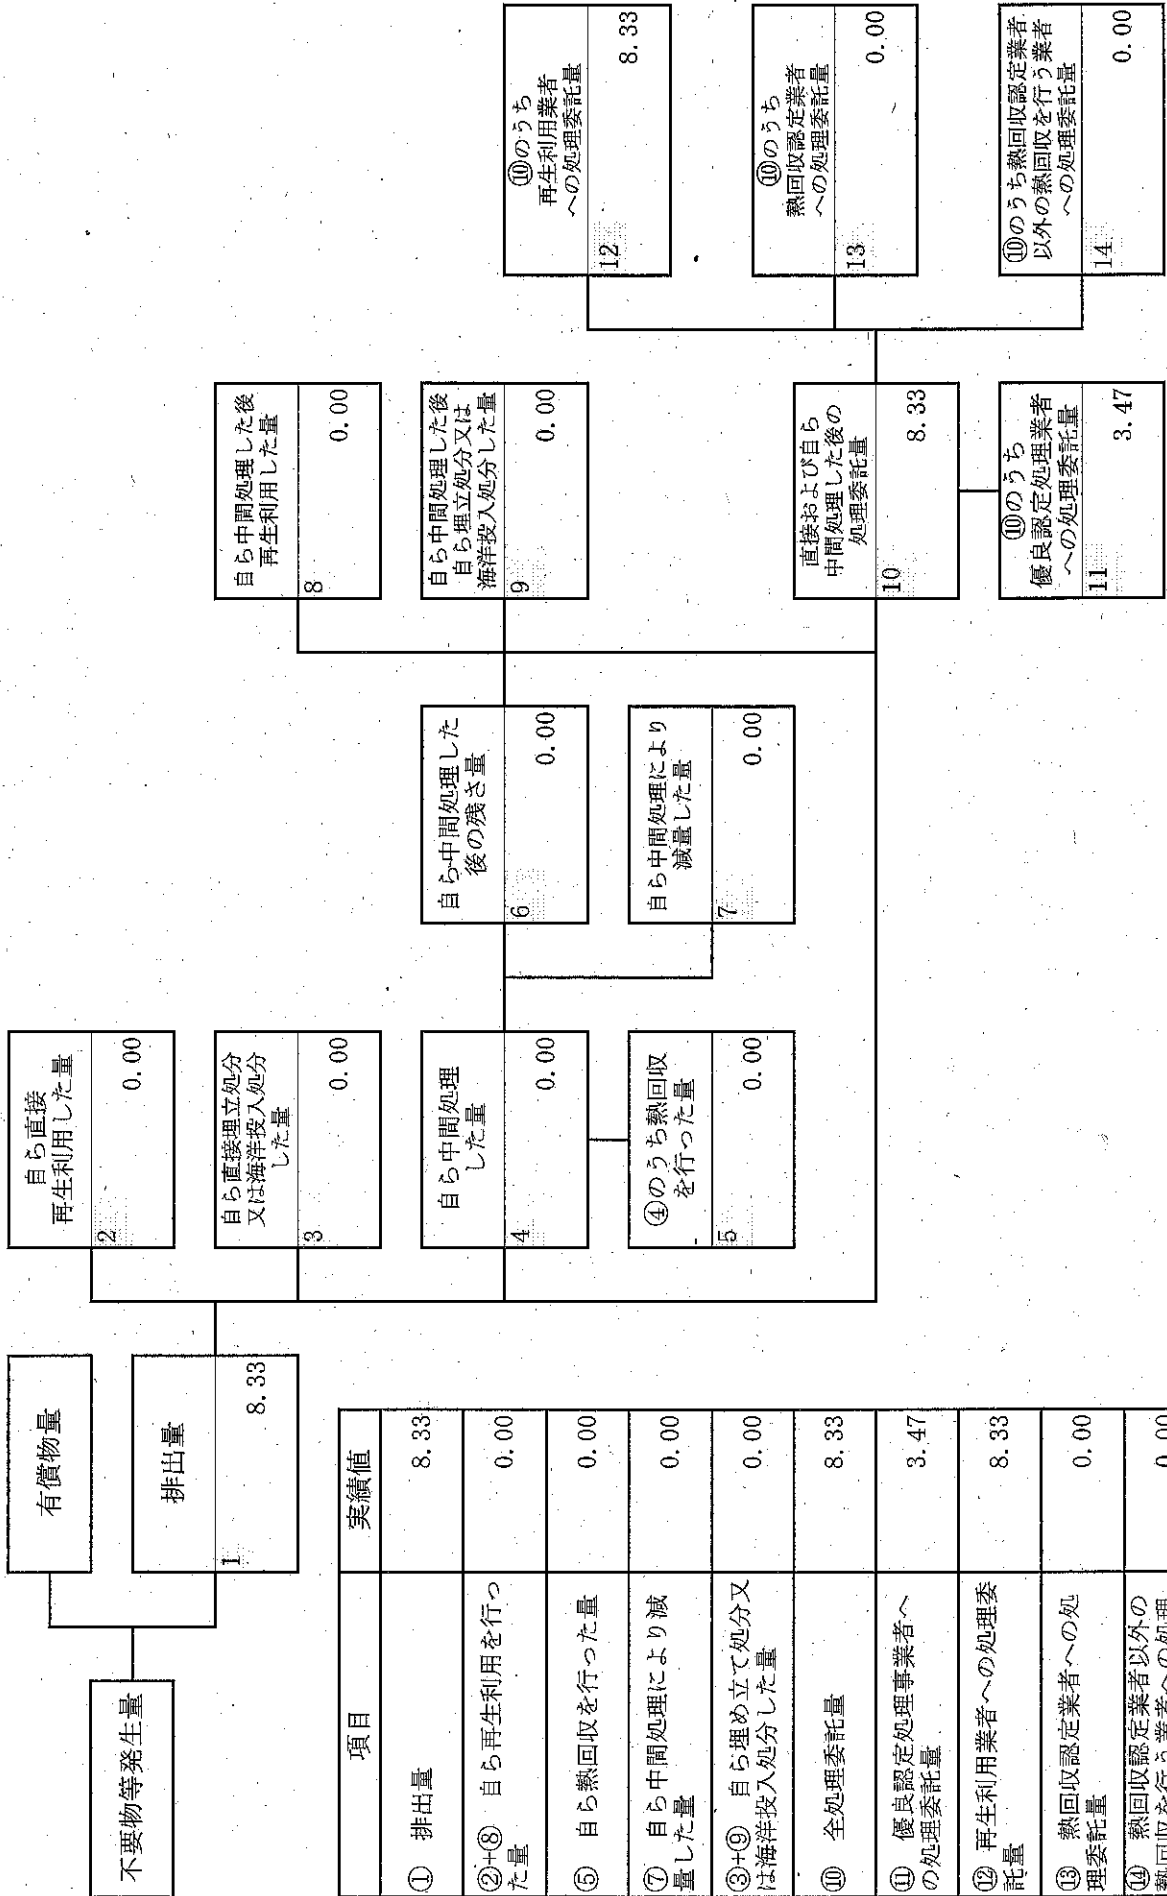 不要物等発生量
有償物量
排出量
1
8.33
自ら直接
再生利用した量
2
0.00
自ら直接埋立処分
又は海洋投入処分
した量
3
0.00
自ら中間処理
した量
4
0.00
④のうち熱回収
を行った量
5
0.00
自ら中間処理した
後の残さ量
6
0.00
自ら中間処理により
減量した量
7
0.00
自ら中間処理した後
再生利用した量
8
0.00
自ら中間処理した後
自ら埋立処分又は
海洋投入処分した量
9
0.00
直接および自ら
中間処理した後の
処理委託量
10
8.33
⑩のうち
優良認定処理業者
への処理委託量
11
3.47
⑩のうち
再生利用業者
への処理委託量
12
8.33
⑩のうち
熱回収認定業者
への処理委託量
13
0.00
⑩のうち熱回収認定業者
以外の熱回収を行う業者
への処理委託量
14
0.00
項目 実績値
① 排出量 8.33
②+⑧ 自ら再生利用を行っ
た量 0.00
⑤ 自ら熱回収を行った量 0.00
⑦ 自ら中間処理により減
量した量 0.00
③+⑨ 自ら埋め立て処分又
は海洋投入処分した量 0.00
⑩ 全処理委託量 8.33
⑪ 優良認定処理事業者へ
の処理委託量 3.47
⑫ 再生利用業者への処理委
託量 8.33
⑬ 熱回収認定業者への処
理委託量 0.00
⑭ 熱回収認定業者以外の
熱回収を行う業者への処理 0.00